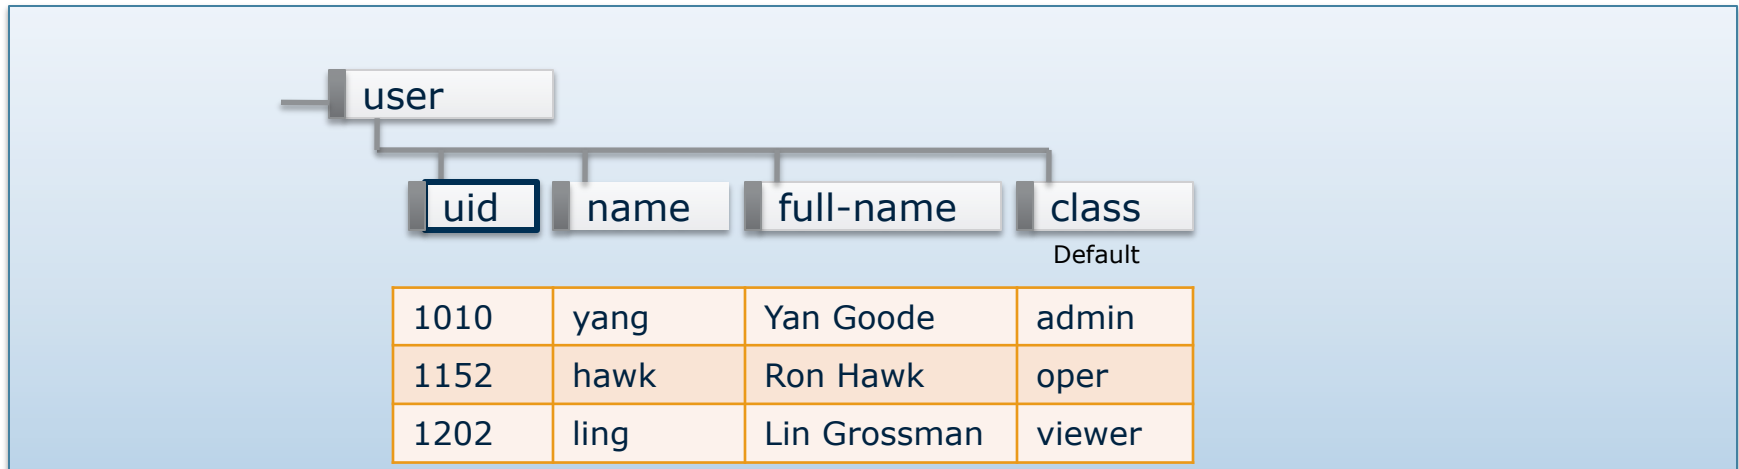 user
uid name full-name class
Default
1010 yang Yan Goode admin
1152 hawk Ron Hawk oper
1202 ling Lin Grossman viewer